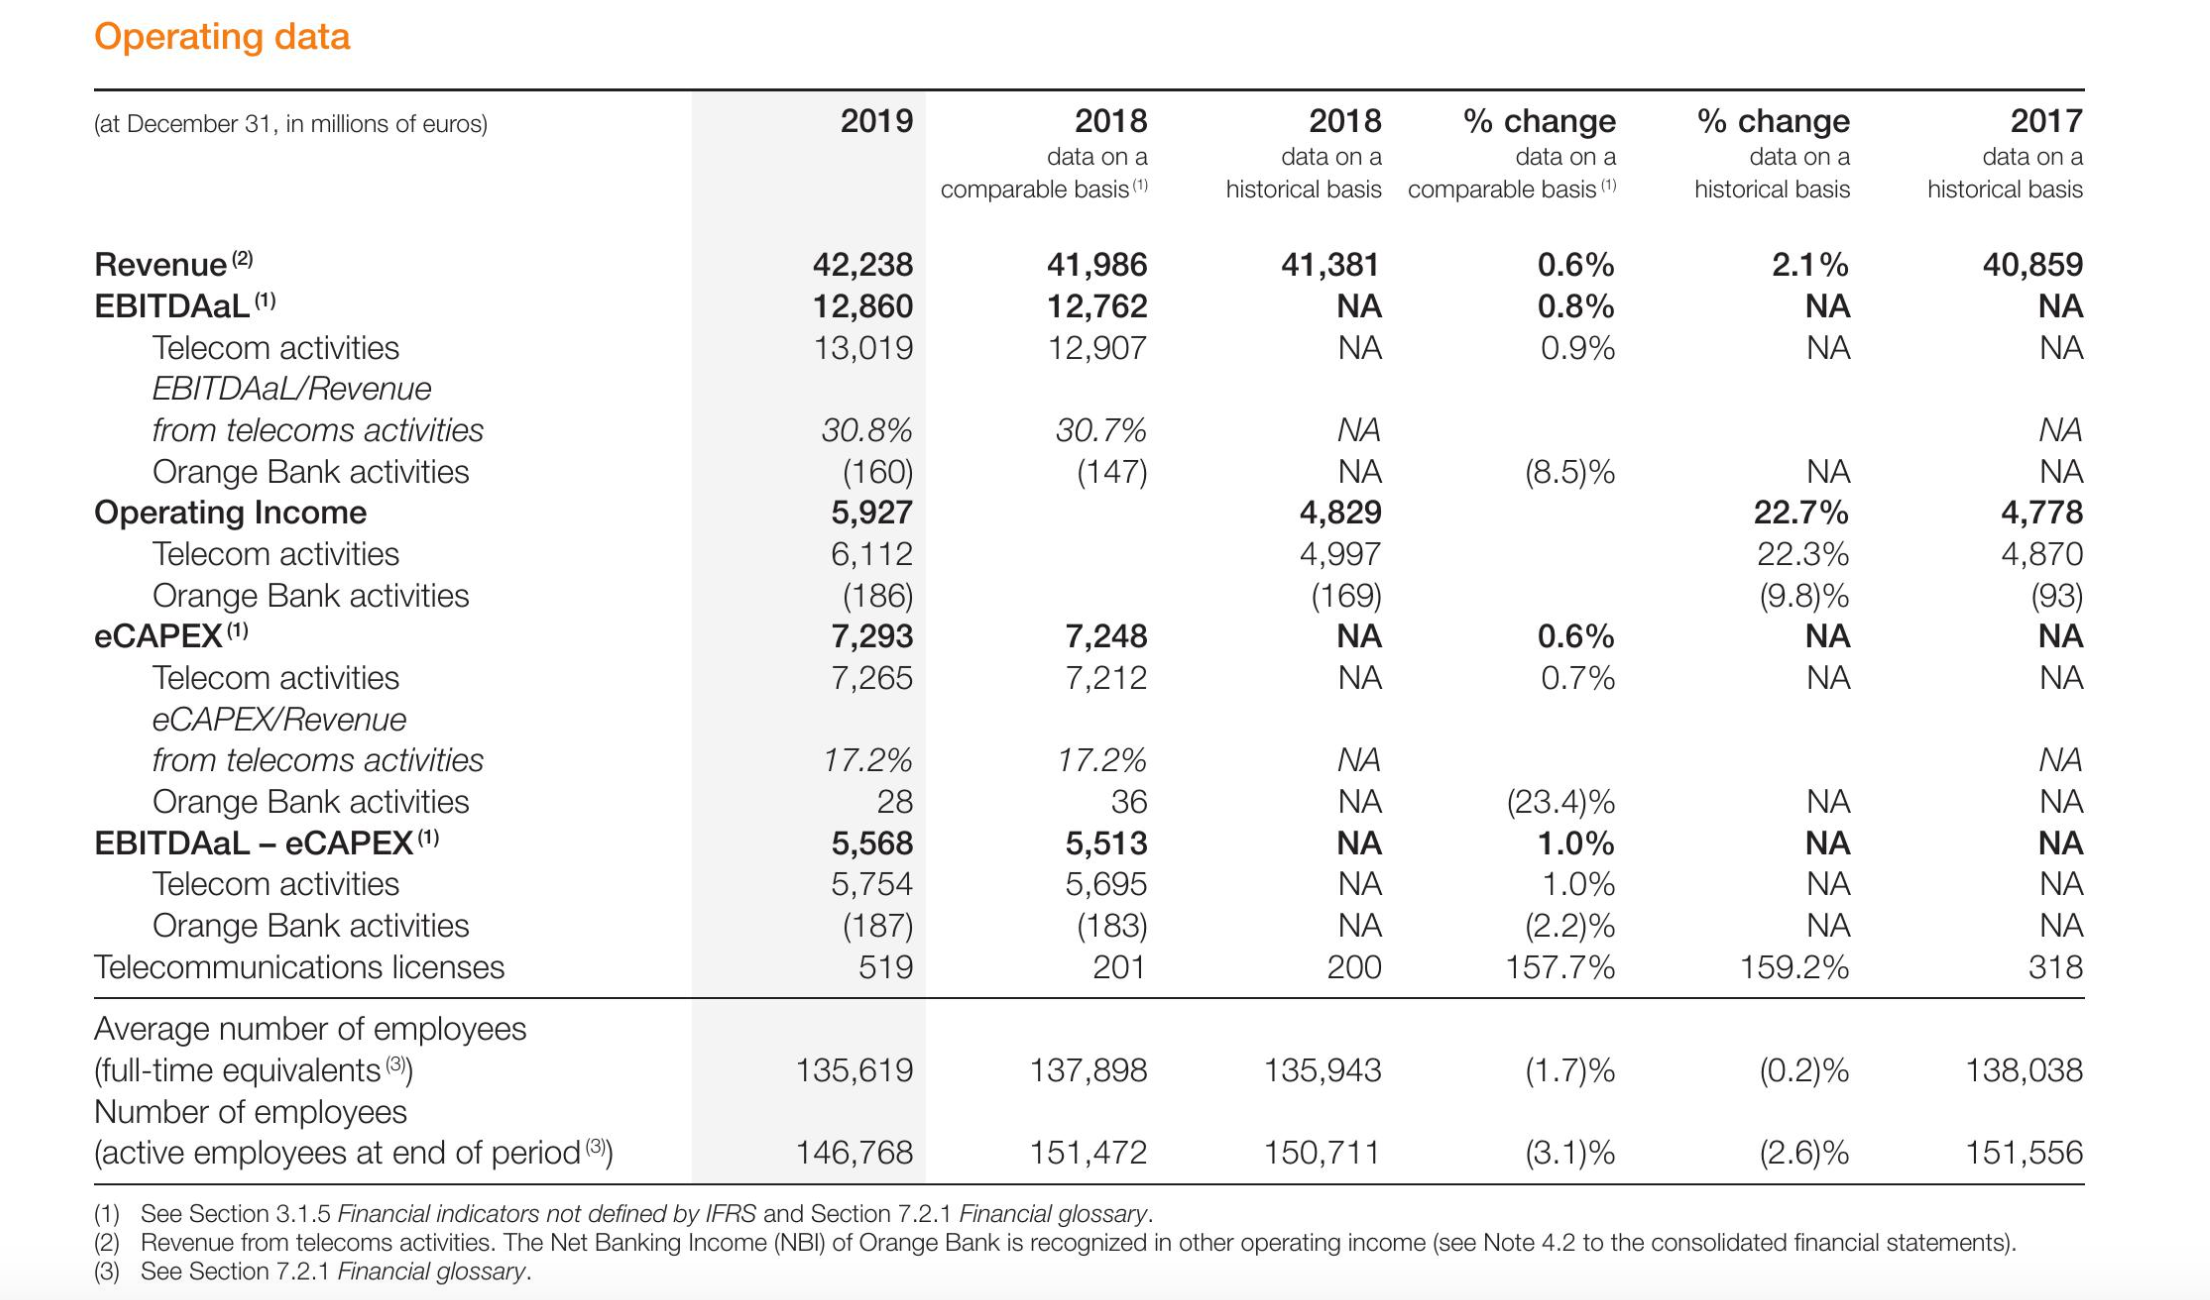 Operating data
(at December 31, in millions of euros) 2019 2018 2018 % change % change 2017
data on a data on a data on a data on a data on a
comparable basis (1) historical basis comparable basis (1) historical basis historical basis
Revenue (2) 42,238 41,986 41,381 0.6% 2.1% 40,859
EBITDAaL (1) 12,860 12,762 NA 0.8% NA NA
Telecom activities 13,019 12,907 NA 0.9% NA NA
EBITDAaL/Revenue
from telecoms activities 30.8% 30.7% NA NA
Orange Bank activities (160) (147) NA (8.5)% NA NA
Operating Income 5,927 4,829 22.7% 4,778
Telecom activities 6,112 4,997 22.3% 4,870
Orange Bank activities (186) (169) (9.8)% (93)
eCAPEX (1) 7,293 7,248 NA 0.6% NA NA
Telecom activities 7,265 7,212 NA 0.7% NA NA
eCAPEX/Revenue
from telecoms activities 17.2% 17.2% NA NA
Orange Bank activities 28 36 NA (23.4)% NA NA
EBITDAaL – eCAPEX (1) 5,568 5,513 NA 1.0% NA NA
Telecom activities 5,754 5,695 NA 1.0% NA NA
Orange Bank activities (187) (183) NA (2.2)% NA NA
Telecommunications licenses 519 201 200 157.7% 159.2% 318
Average number of employees
(full-time equivalents (3)) 135,619 137,898 135,943 (1.7)% (0.2)% 138,038
Number of employees
(active employees at end of period (3)) 146,768 151,472 150,711 (3.1)% (2.6)% 151,556
(1) See Section 3.1.5 Financial indicators not defined by IFRS and Section 7.2.1 Financial glossary.
(2) Revenue from telecoms activities. The Net Banking Income (NBI) of Orange Bank is recognized in other operating income (see Note 4.2 to the consolidated financial statements).
(3) See Section 7.2.1 Financial glossary.